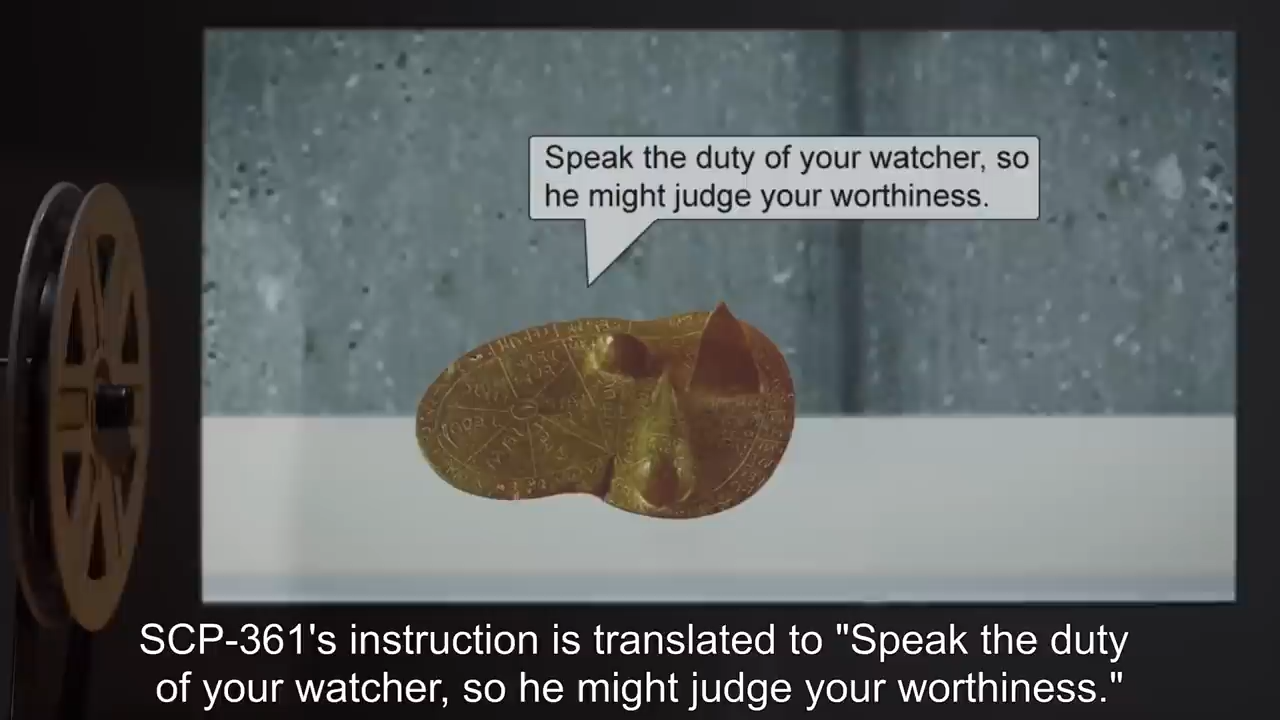 Speak the duty of your watcher, so
he might judge your worthiness.
SCP-361's instruction is translated to "Speak the duty
of your watcher, so he might judge your worthiness."